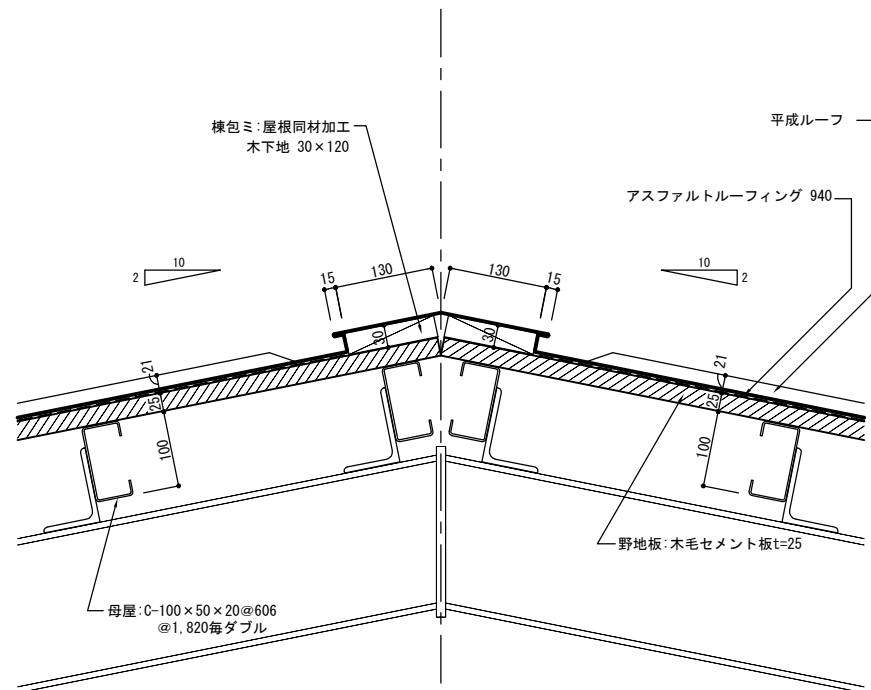 平成ルーフ
棟包ミ:屋根同材加工
木下地 30×120
アスファルトルーフィング 940
10
2
15
130
130
15
10
2
30
30
21
25
100
21
25
100
野地板:木毛セメント板t=25
母屋:C-100×50×20@606
@1,820毎ダブル